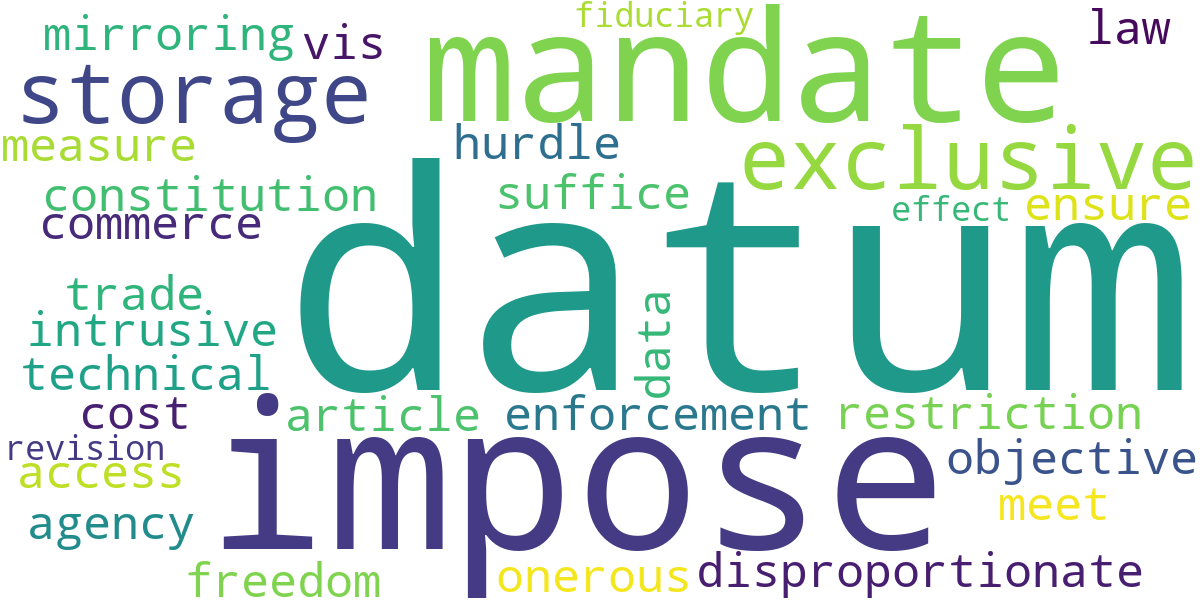 fiduciary
mirroring
vis
mandate
law
storage
measure
hurdle
exclusive
constitution
suffice
effect
ensure
commerce
datum
trade
intrusive
data
technical
cost
article
enforcement
restriction
revision
impose
access
objective
meet
agency
freedom
onerous
disproportionate